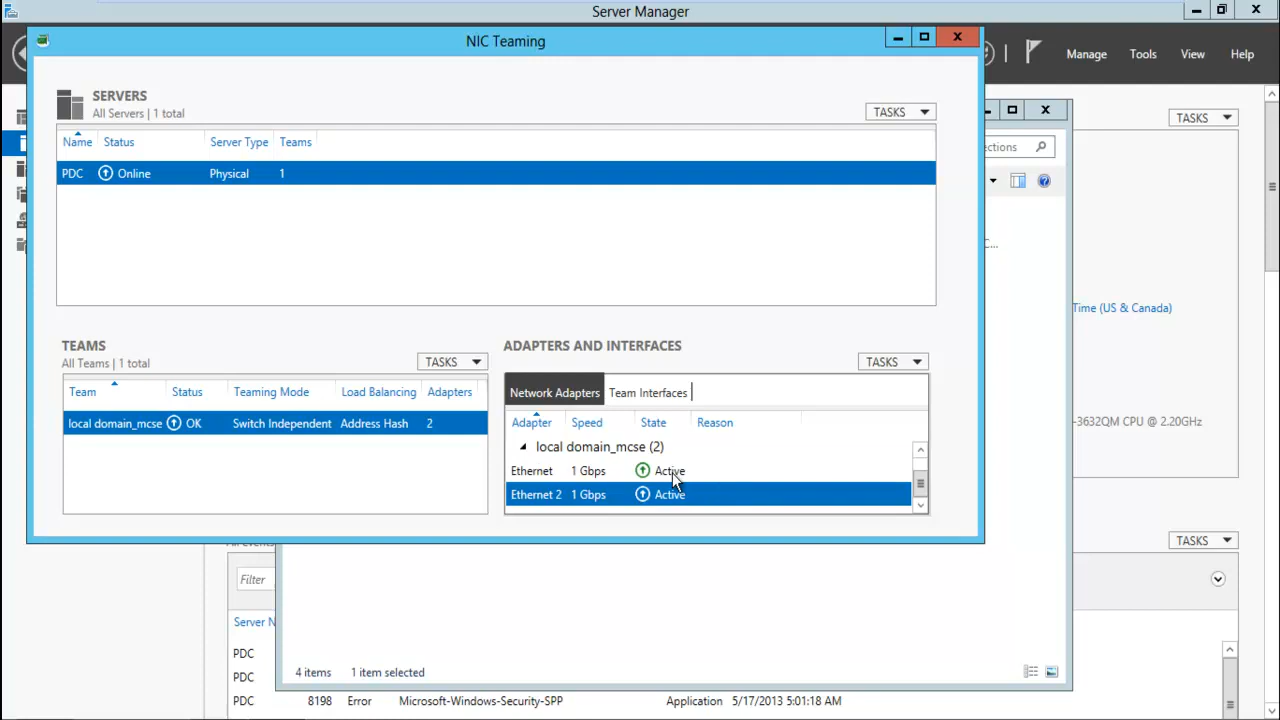 Server Manager
NIC Teaming
Manage Tools View Help
SERVERS
All Servers | 1 total
TASKS
TASKS
Name Status Server Type Teams
ections
PDC Online Physical 1
C...
Time (US & Canada)
TEAMS
All Teams | 1 total
TASKS
ADAPTERS AND INTERFACES
TASKS
Team Status Teaming Mode Load Balancing Adapters
local domain_mcse OK Switch Independent Address Hash 2
Network Adapters Team Interfaces
Adapter Speed State Reason
local domain_mcse (2)
Ethernet 1 Gbps Active
Ethernet 2 1 Gbps Active
-3632QM CPU @ 2.20GHz
TASKS
Filter
Server N
PDC
4 items 1 item selected
PDC
PDC 8198 Error Microsoft-Windows-Security-SPP Application 5/17/2013 5:01:18 AM